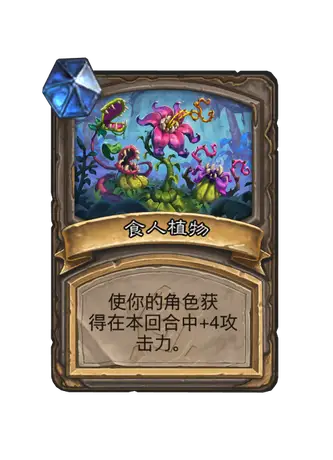 食人植物
使你的角色获
得在本回合中+4攻
击力。